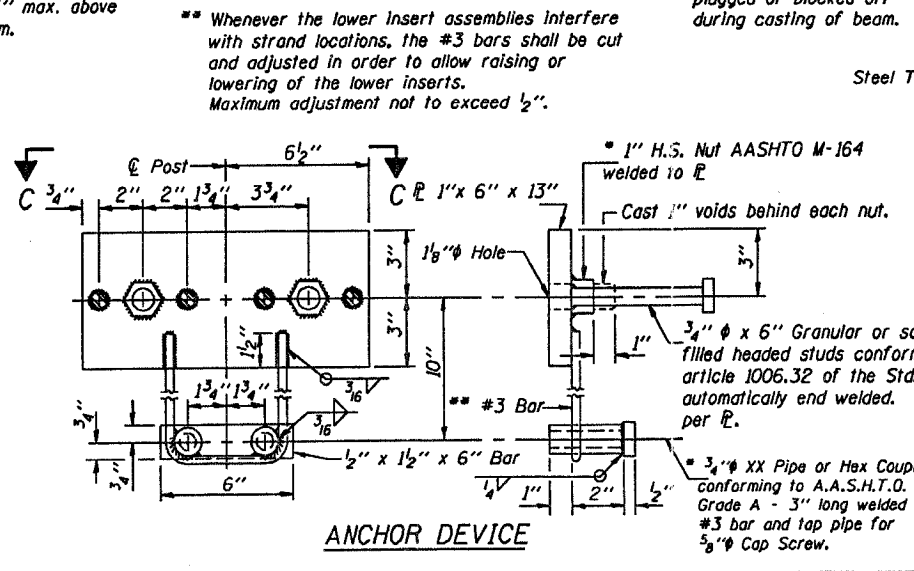 " max. above
m.
** Whenever the lower insert assemblies interfere
with strand locations, the #3 bars shall be cut
and adjusted in order to allow raising or
lowering of the lower inserts.
Maximum adjustment not to exceed ½".
plugged or blocked off
during casting of beam.
Steel T
℄ Post
6½"
C
C
¾"
2"
2"
1¾"
3¾"
3"
3"
1½"
10"
3/16
3/16
1¾"
1¾"
¾"
¾"
6"
½" x 1½" x 6" Bar
* 1" H.S. Nut AASHTO M-164
welded to ℙL
ℙL 1" x 6" x 13"
Cast 1" voids behind each nut.
1⅛"φ Hole
3"
1"
¾" φ x 6" Granular or so
filled headed studs conform
article 1006.32 of the Std.
automatically end welded.
per ℙL.
** #3 Bar
¼
1"
2"
½"
* ¾"φ XX Pipe or Hex Coupl
conforming to A.A.S.H.T.O.
Grade A - 3" long welded
#3 bar and tap pipe for
⅝"φ Cap Screw.
ANCHOR DEVICE